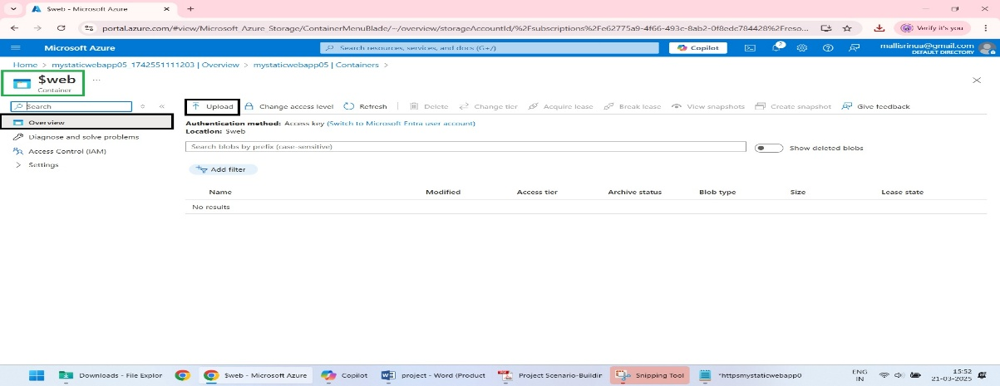 $web - Microsoft Azure
portal.azure.com/#view/Microsoft_Azure_Storage/ContainerMenuBlade/~/overview/storageAccountId/%2Fsubscriptions%2Fe62775a9-4f66-493c-8ab2-0f8edc784428%2Freso...
Verify it's you
Microsoft Azure
Search resources, services, and docs (G+/)
Copilot
2
mallisrinua@gmail.com
DEFAULT DIRECTORY
Home > mystaticwebapp05_1742551111203 | Overview > mystaticwebapp05 | Containers >
$web
Container
Search
Upload
Change access level
Refresh
Delete
Change tier
Acquire lease
Break lease
View snapshots
Create snapshot
Give feedback
Overview
Diagnose and solve problems
Access Control (IAM)
Settings
Authentication method: Access key (Switch to Microsoft Entra user account)
Location: $web
Search blobs by prefix (case-sensitive)
Show deleted blobs
Add filter
Name Modified Access tier Archive status Blob type Size Lease state
No results
Downloads - File Explor
$web - Microsoft Azure
Copilot
project - Word (Product
Project Scenario-Buildir
Snipping Tool
*httpsmystaticwebapp0
ENG
IN
15:52
21-03-2025